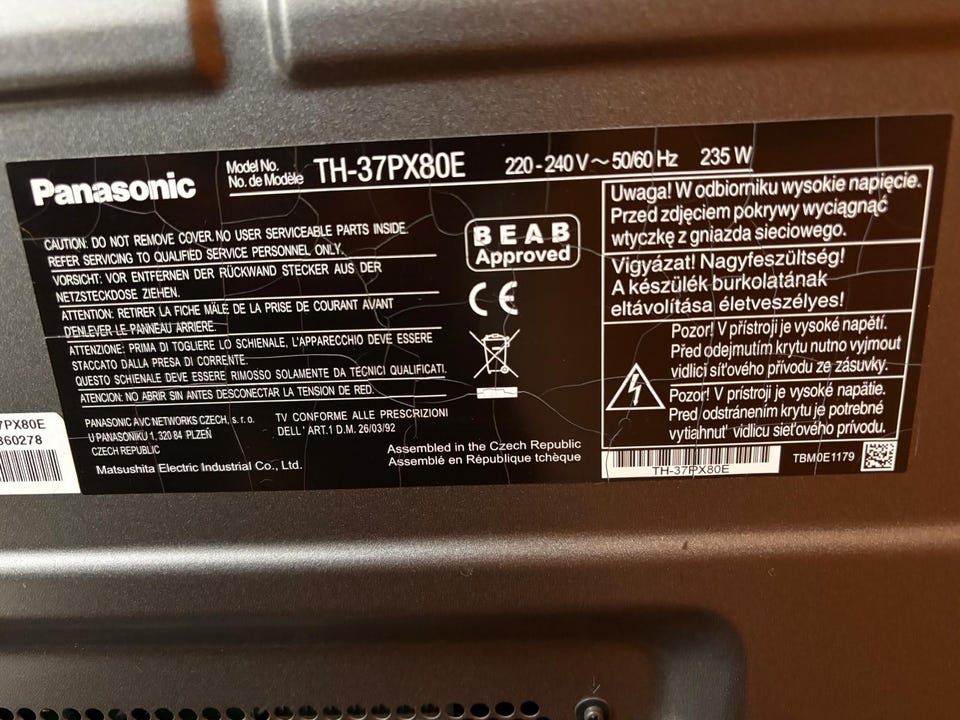 Panasonic
Model No.
No. de Modèle
TH-37PX80E
220-240 V ~ 50/60 Hz 235 W
CAUTION: DO NOT REMOVE COVER. NO USER SERVICEABLE PARTS INSIDE.
REFER SERVICING TO QUALIFIED SERVICE PERSONNEL ONLY.
VORSICHT: VOR ENTFERNEN DER RÜCKWAND STECKER AUS DER
NETZSTECKDOSE ZIEHEN.
ATTENTION: RETIRER LA FICHE MÂLE DE LA PRISE DE COURANT AVANT
D'ENLEVER LE PANNEAU ARRIERE.
ATTENZIONE: PRIMA DI TOGLIERE LO SCHIENALE, L'APPARECCHIO DEVE ESSERE
STACCATO DALLA PRESA DI CORRENTE.
QUESTO SCHIENALE DEVE ESSERE RIMOSSO SOLAMENTE DA TECNICI QUALIFICATI.
ATENCION: NO ABRIR SIN ANTES DESCONECTAR LA TENSION DE RED.
PANASONIC AVC NETWORKS CZECH, s. r. o.
U PANASONIKU 1, 320 84 PLZEŇ
CZECH REPUBLIC
TV CONFORME ALLE PRESCRIZIONI
DELL' ART.1 D.M. 26/03/92
Matsushita Electric Industrial Co., Ltd.
Assembled in the Czech Republic
Assemblé en République tchèque
BEAB
Approved
CE
Uwaga! W odbiorniku wysokie napięcie.
Przed zdjęciem pokrywy wyciągnąć
wtyczkę z gniazda sieciowego.
Vigyázat! Nagyfeszültség!
A készülék burkolatának
eltávolítása életveszélyes!
Pozor! V přístroji je vysoké napětí.
Před odejmutím krytu nutno vyjmout
vidlici síťového přívodu ze zásuvky.
Pozor! V prístroji je vysoké napätie.
Pred odstránením krytu je potrebné
vytiahnuť vidlicu sieťového prívodu.
TH-37PX80E
TBM0E1179
7PX80E
860278